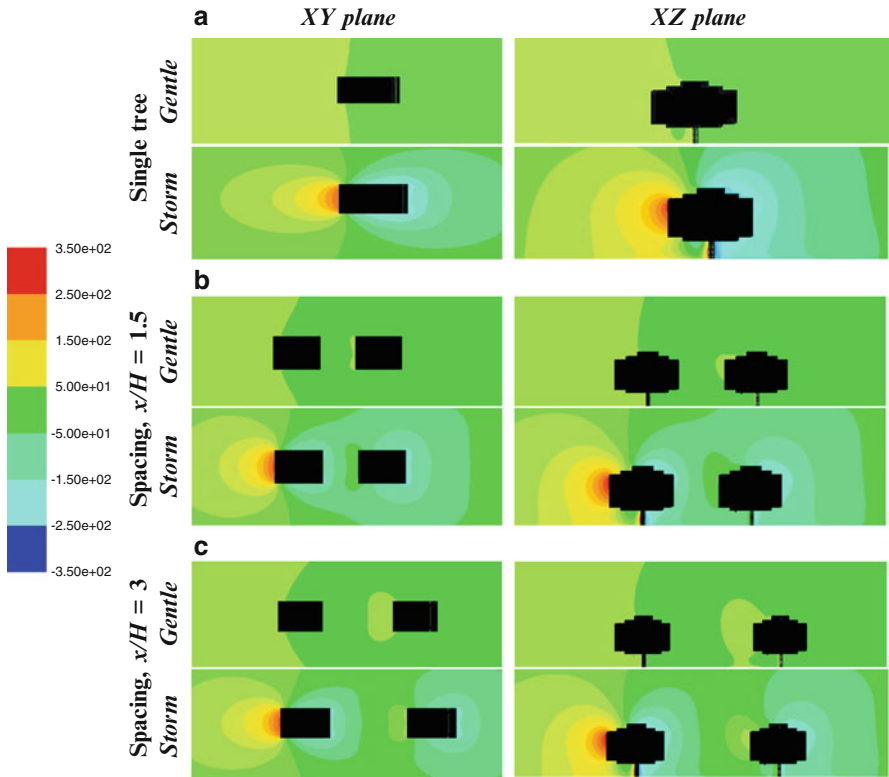 a
XY plane
XZ plane
Single tree
Gentle
Storm
3.50e+02
2.50e+02
1.50e+02
5.00e+01
-5.00e+01
-1.50e+02
-2.50e+02
-3.50e+02
b
Spacing, x/H = 1.5
Gentle
Storm
c
Spacing, x/H = 3
Gentle
Storm